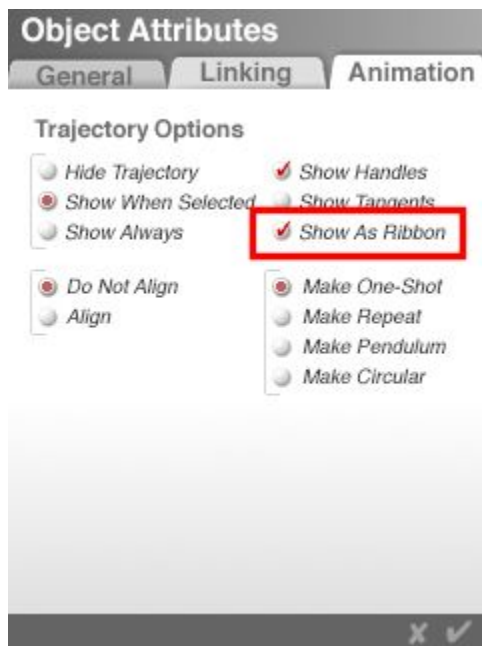 Object Attributes
General Linking Animation
Trajectory Options
Hide Trajectory Show Handles
Show When Selected Show Tangents
Show Always Show As Ribbon
Do Not Align Make One-Shot
Align Make Repeat
Make Pendulum
Make Circular